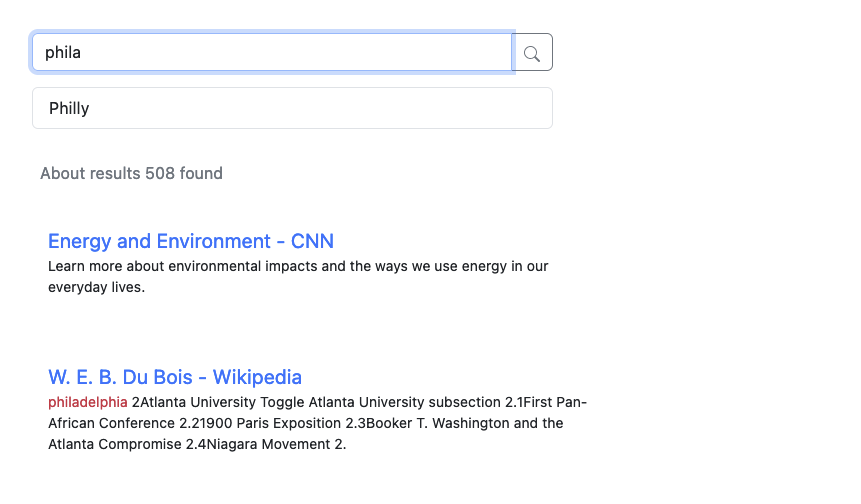 phila
Philly
About results 508 found
Energy and Environment - CNN
Learn more about environmental impacts and the ways we use energy in our
everyday lives.
W. E. B. Du Bois - Wikipedia
philadelphia 2Atlanta University Toggle Atlanta University subsection 2.1First Pan-
African Conference 2.21900 Paris Exposition 2.3Booker T. Washington and the
Atlanta Compromise 2.4Niagara Movement 2.